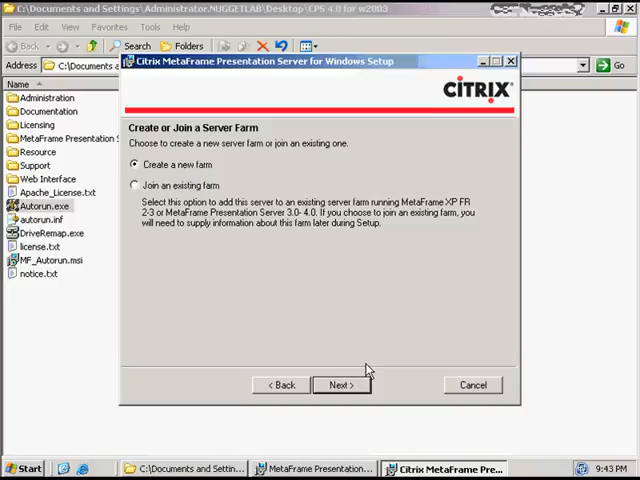 C:\Documents and Settings\Administrator.NUGGETLAB\Desktop\CPS 4.0 f w2003
File Edit View Favorites Tools Help
Back Search Folders
Address C:\Docume Go
Name
Administration
Documentation
Licensing
MetaFrame Presentation S
Resource
Support
Web Interface
Apache_License.txt
Autorun.exe
autorun.inf
DriveRemap.exe
license.txt
MF_Autorun.msi
notice.txt
Citrix MetaFrame Presentation Server for Windows Setup
CITRIX
Create or Join a Server Farm
Choose to create a new server farm or join an existing one.
Create a new farm
Join an existing farm
Select this option to add this server to an existing server farm running MetaFrame XP FR
2-3 or MetaFrame Presentation Server 3.0- 4.0. If you choose to join an existing farm, you
will need to supply information about this farm later during Setup.
< Back Next > Cancel
Start C:\Documents and Settin... MetaFrame Presentation... Citrix MetaFrame Pre... 9:43 PM